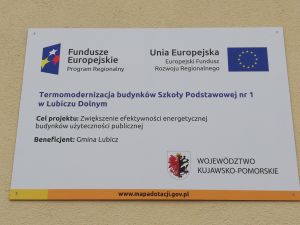 Fundusze
Europejskie
Program Regionalny
Unia Europejska
Europejski Fundusz
Rozwoju Regionalnego
Termomodernizacja budynków Szkoły Podstawowej nr 1
w Lubiczu Dolnym
Cel projektu: Zwiększenie efektywności energetycznej
budynków użyteczności publicznej
Beneficjent: Gmina Lubicz
WOJEWÓDZTWO
KUJAWSKO-POMORSKIE
www.mapadotacji.gov.pl